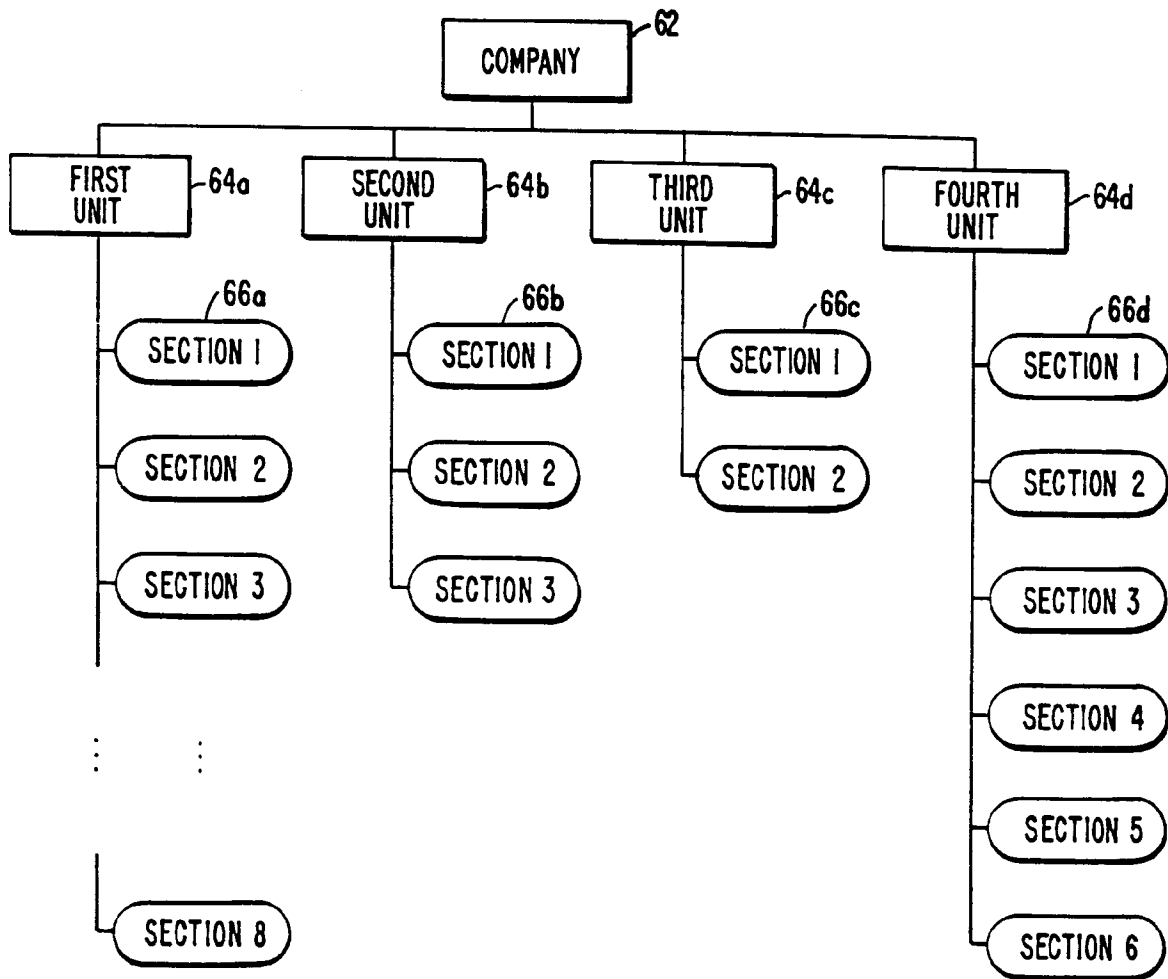 62
COMPANY
FIRST
UNIT
64a
SECOND
UNIT
64b
THIRD
UNIT
64c
FOURTH
UNIT
64d
66a
SECTION 1
SECTION 2
SECTION 3
SECTION 8
66b
SECTION 1
SECTION 2
SECTION 3
66c
SECTION 1
SECTION 2
66d
SECTION 1
SECTION 2
SECTION 3
SECTION 4
SECTION 5
SECTION 6